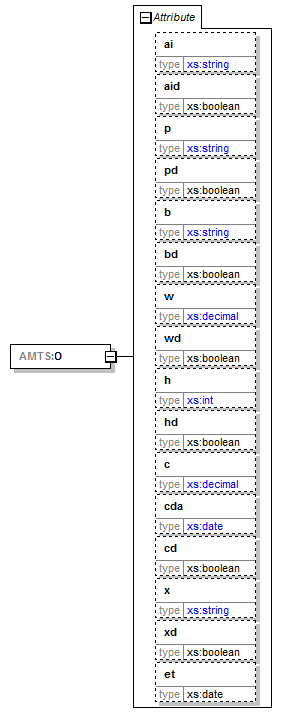 Attribute
ai
type xs:string
aid
type xs:boolean
p
type xs:string
pd
type xs:boolean
b
type xs:string
bd
type xs:boolean
w
type xs:decimal
wd
type xs:boolean
AMTS:O
h
type xs:int
hd
type xs:boolean
c
type xs:decimal
cda
type xs:date
cd
type xs:boolean
x
type xs:string
xd
type xs:boolean
et
type xs:date